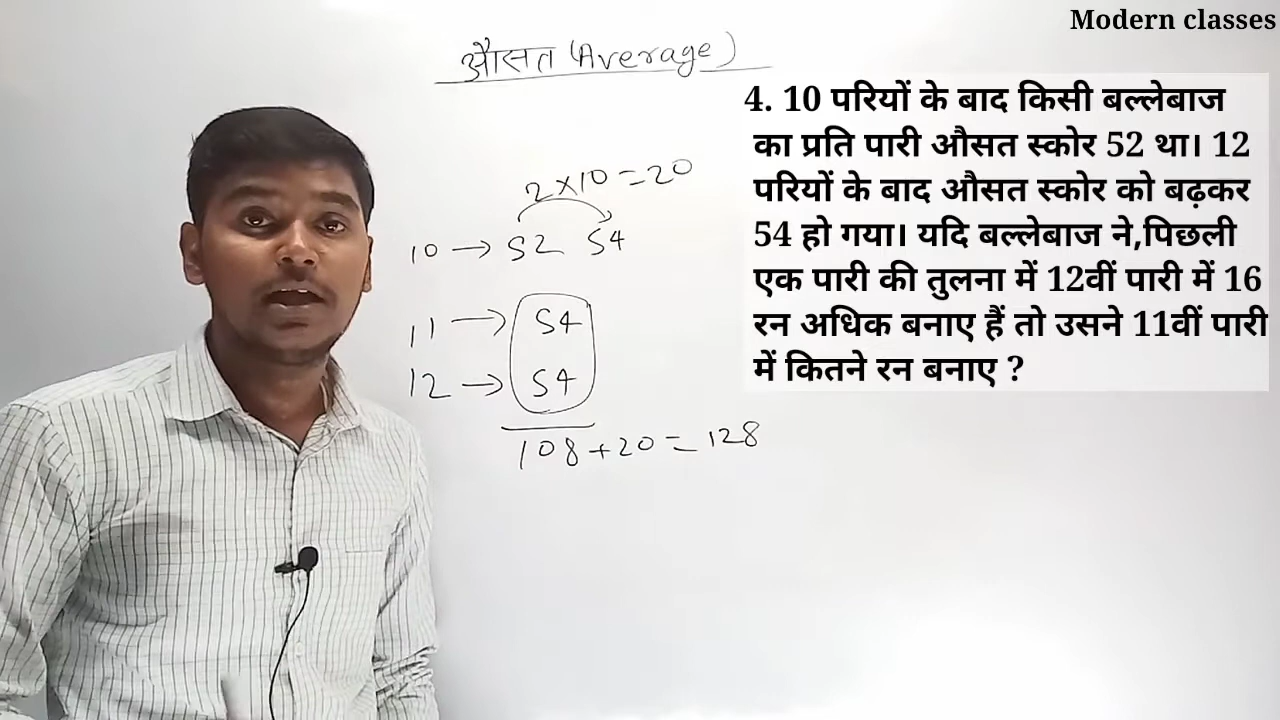 Modern classes
औसत (Average)
4. 10 परियों के बाद किसी बल्लेबाज
का प्रति पारी औसत स्कोर 52 था। 12
परियों के बाद औसत स्कोर को बढ़कर
54 हो गया। यदि बल्लेबाज ने,पिछली
एक पारी की तुलना में 12वीं पारी में 16
रन अधिक बनाए हैं तो उसने 11वीं पारी
में कितने रन बनाए ?
2×10=20
10 → 52 54
11 → 54
12 → 54
108+20=128